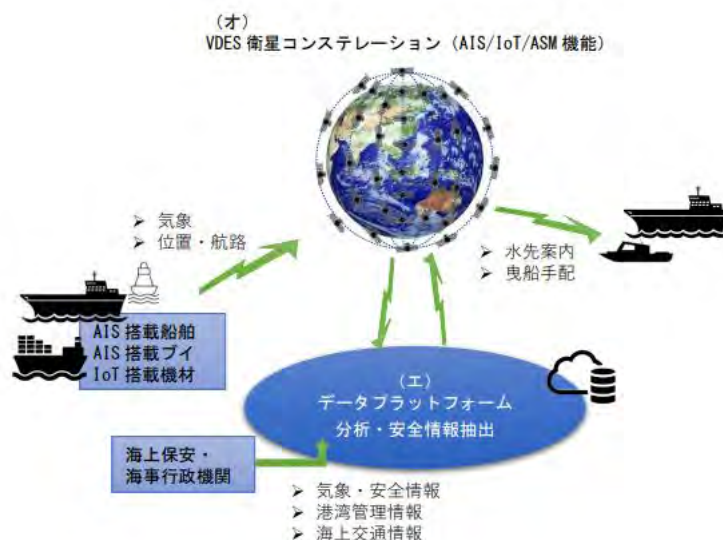 （オ）
VDES 衛星コンステレーション（AIS/IoT/ASM 機能）
➢ 気象
➢ 位置・航路
➢ 水先案内
➢ 曳船手配
AIS 搭載船舶
AIS 搭載ブイ
IoT 搭載機材
（エ）
データプラットフォーム
分析・安全情報抽出
海上保安・
海事行政機関
➢ 気象・安全情報
➢ 港湾管理情報
➢ 海上交通情報